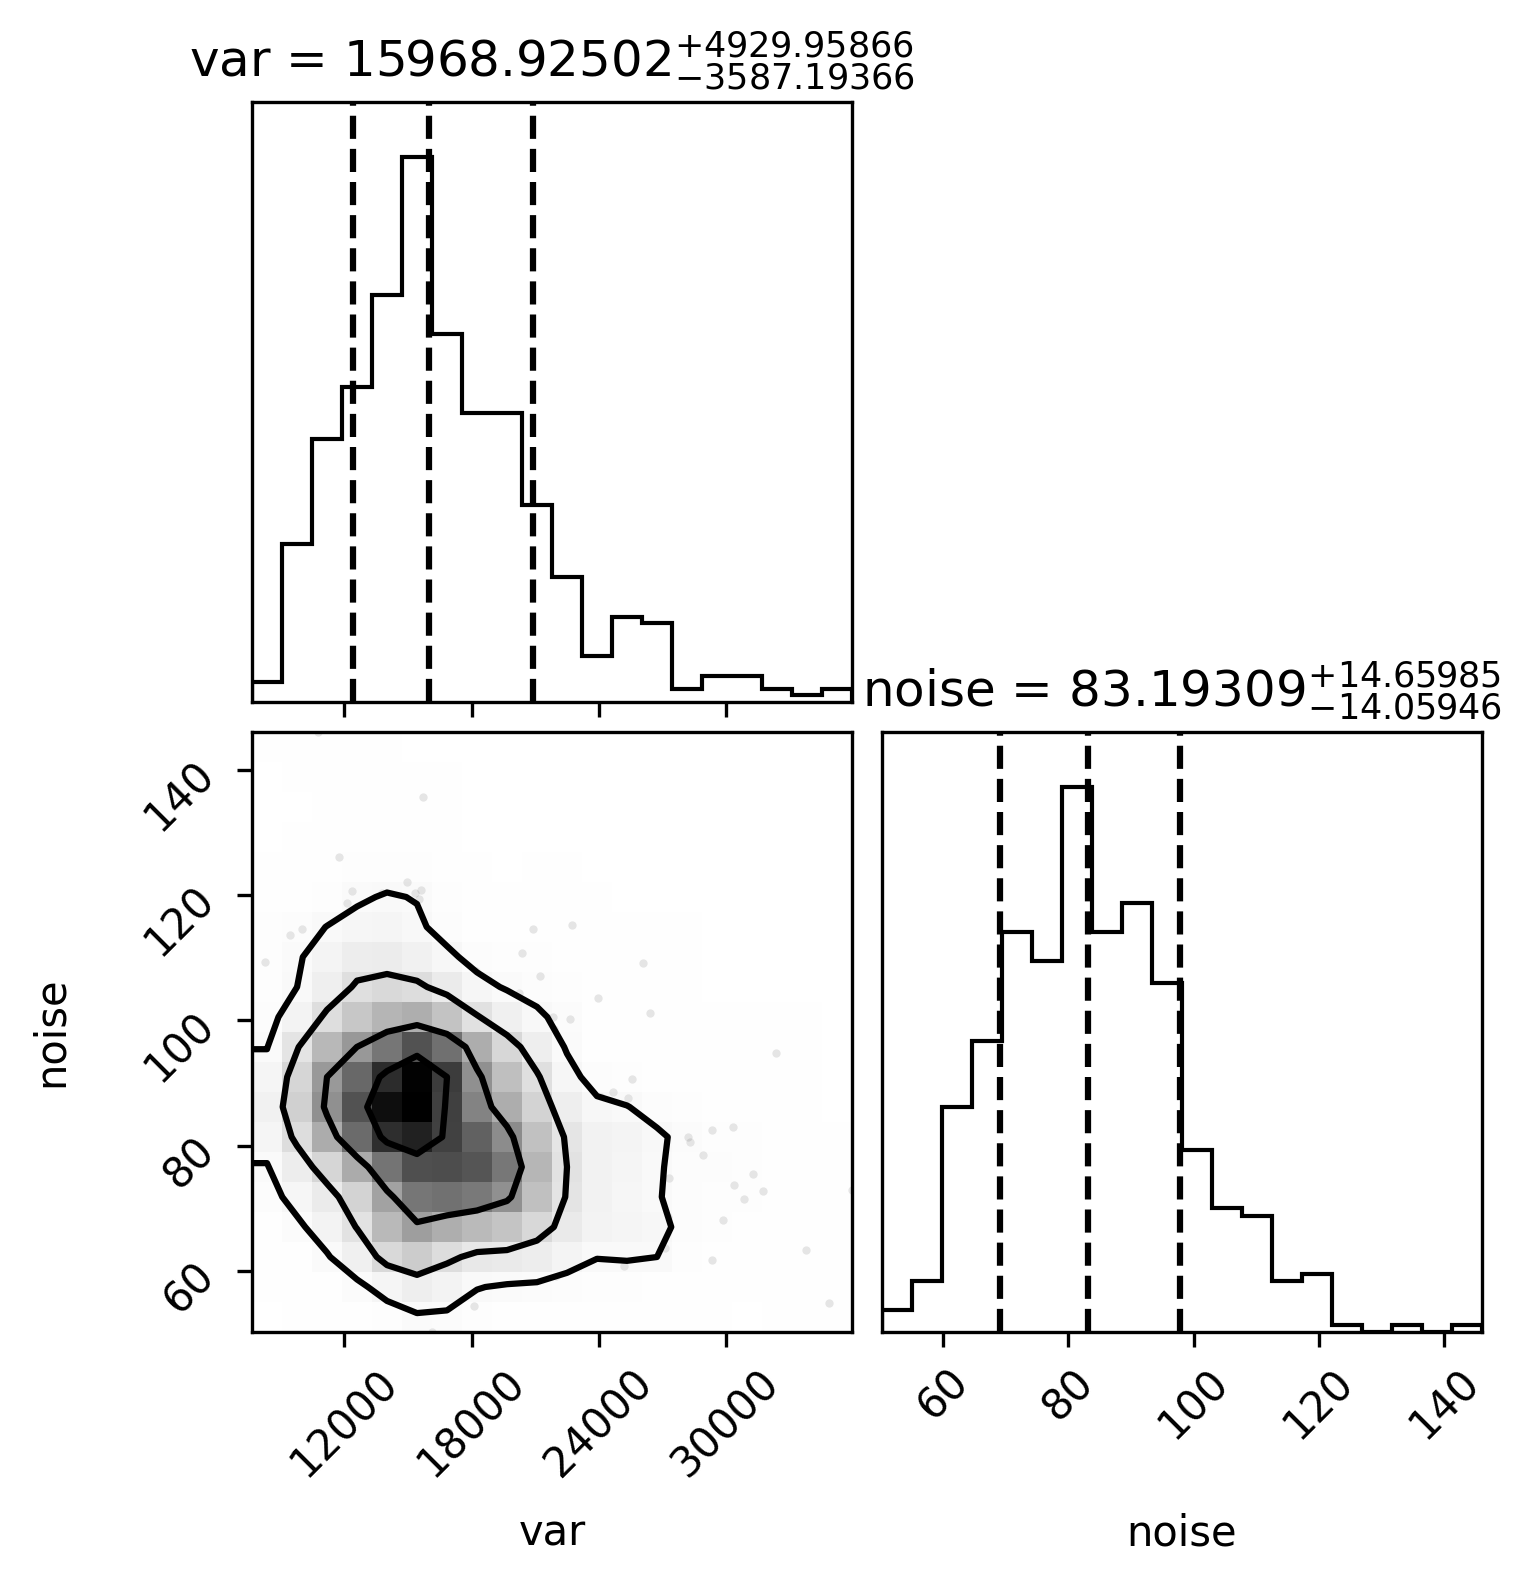 var = 15968.92502+4929.95866−3587.19366
noise = 83.19309+14.65985−14.05946
140
120
100
80
60
noise
12000 18000 24000 30000
var
60 80 100 120 140
noise